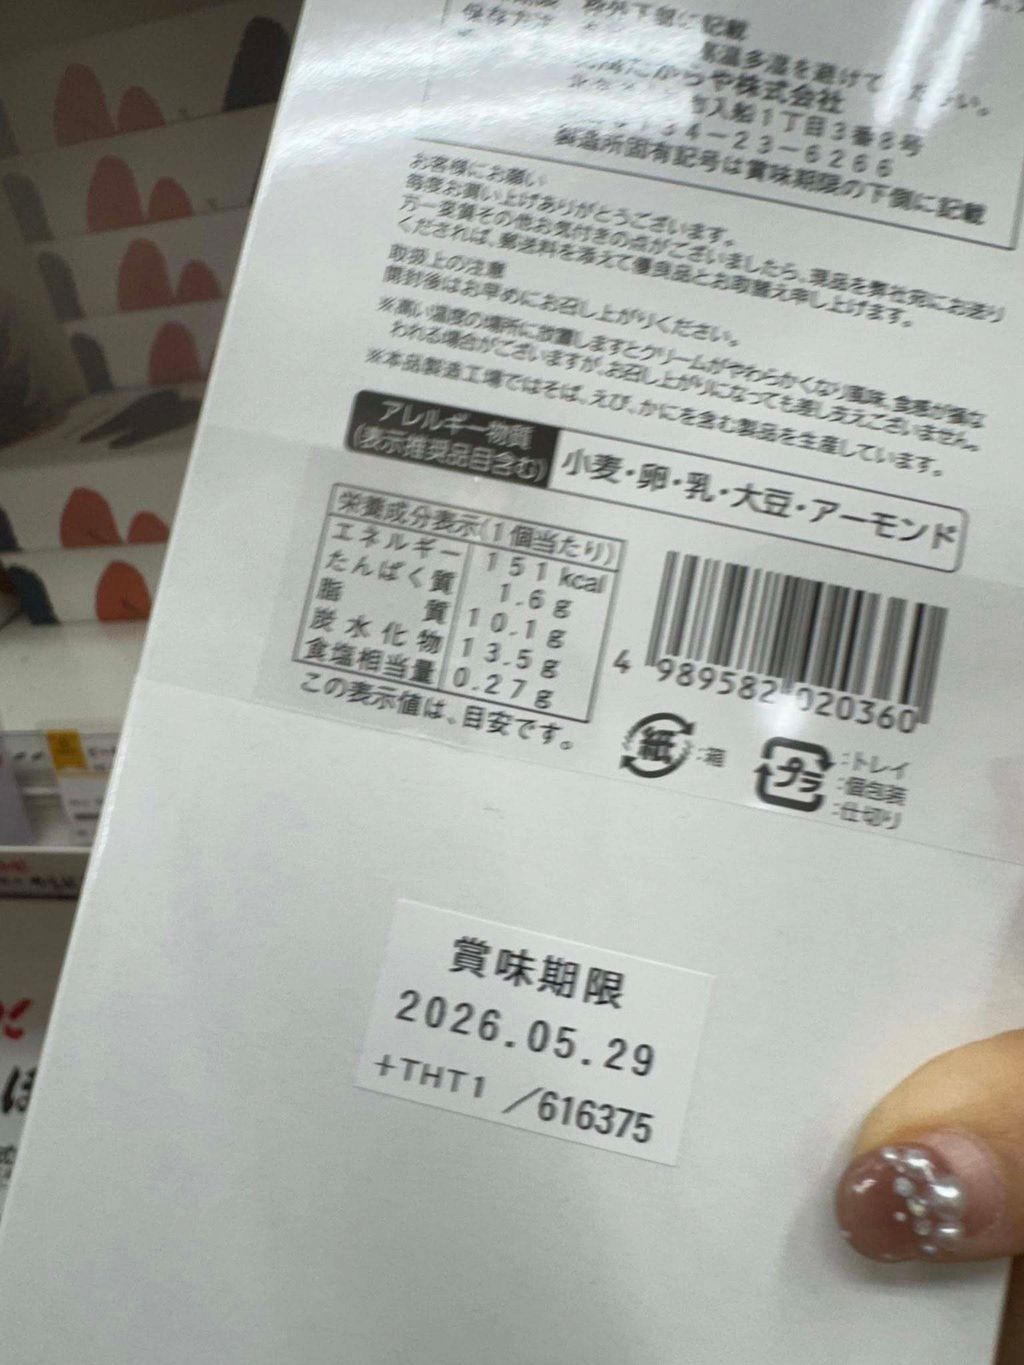 枠外下側に記載
高温多湿を避けて
株式会社
入船1丁目3番8号
34-23-6266
製造所固有記号は賞味期限の下側に記載
お客様にお願い
毎度お買い上げありがとうございます。
万一変質その他お気付きの点がございましたら、現品を弊社宛にお送り
くだされば、郵送料を添えて優良品とお取替え申し上げます。
取扱上の注意
開封後はお早めにお召し上がりください。
※高い温度の場所に放置しますとクリームがやわらかくなり風味、食感が損な
われる場合がございますが、お召し上がりになっても差し支えございません。
※本品製造工場ではそば、えび、かにを含む製品を生産しています。
アレルギー物質
(表示推奨品目含む)
小麦・卵・乳・大豆・アーモンド
栄養成分表示(1個当たり)
エネルギー 151kcal
たんぱく質 1.6g
脂質 10.1g
炭水化物 13.5g
食塩相当量 0.27g
この表示値は、目安です。
4 989582 020360
紙 :箱
プラ :トレイ
:個包装
:仕切り
賞味期限
2026.05.29
+THT1 /616375